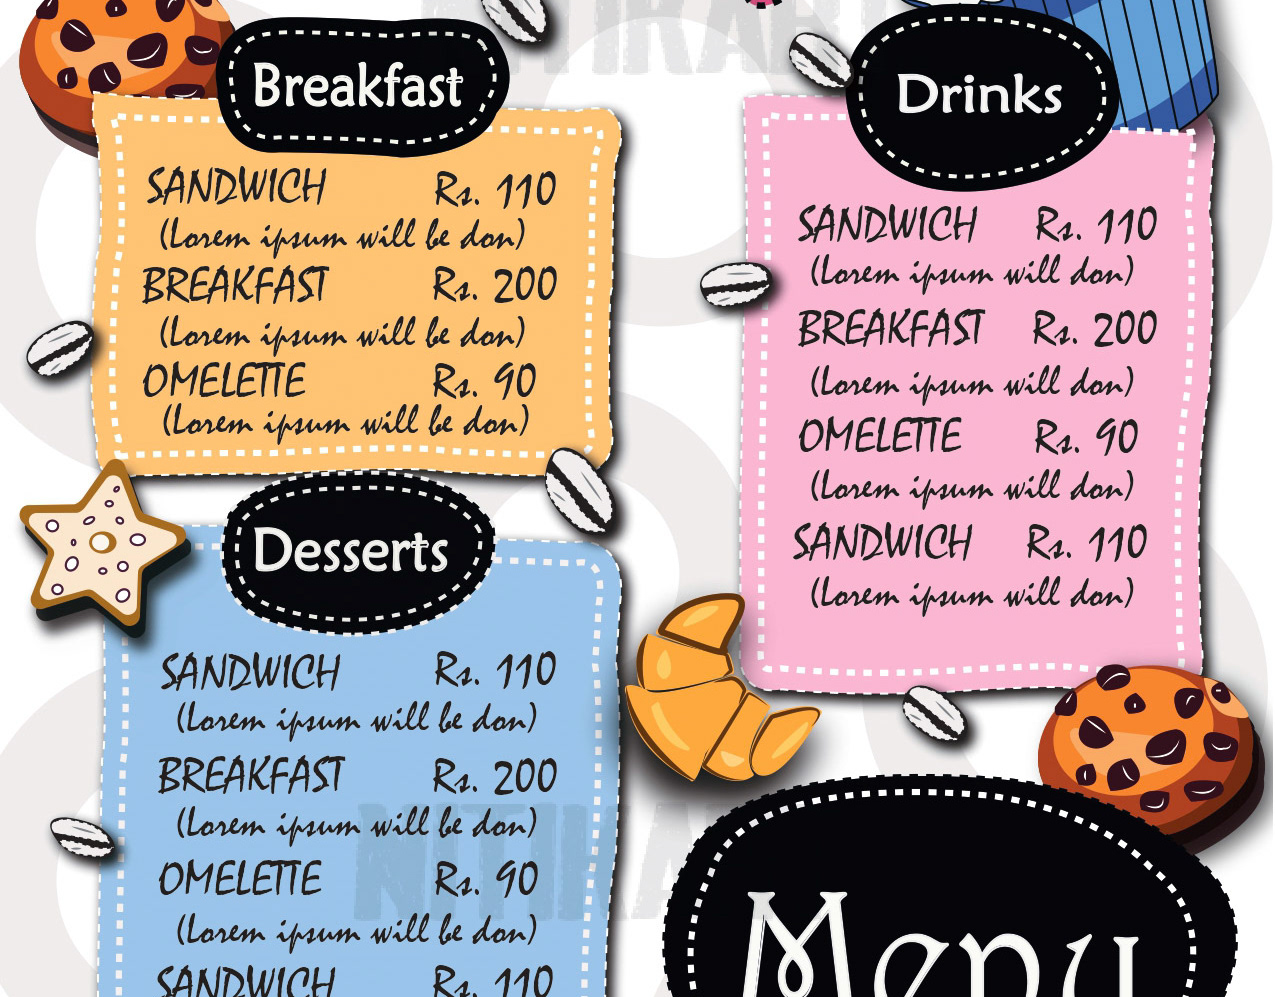 Breakfast
SANDWICH Rs. 110
(Lorem ipsum will be don)
BREAKFAST Rs. 200
(Lorem ipsum will be don)
OMELETTE Rs. 90
(Lorem ipsum will be don)
Desserts
SANDWICH Rs. 110
(Lorem ipsum will be don)
BREAKFAST Rs. 200
(Lorem ipsum will be don)
OMELETTE Rs. 90
(Lorem ipsum will be don)
SANDWICH Rs. 110
Drinks
SANDWICH Rs. 110
(Lorem ipsum will don)
BREAKFAST Rs. 200
(Lorem ipsum will don)
OMELETTE Rs. 90
(Lorem ipsum will don)
SANDWICH Rs. 110
(Lorem ipsum will don)
Menu